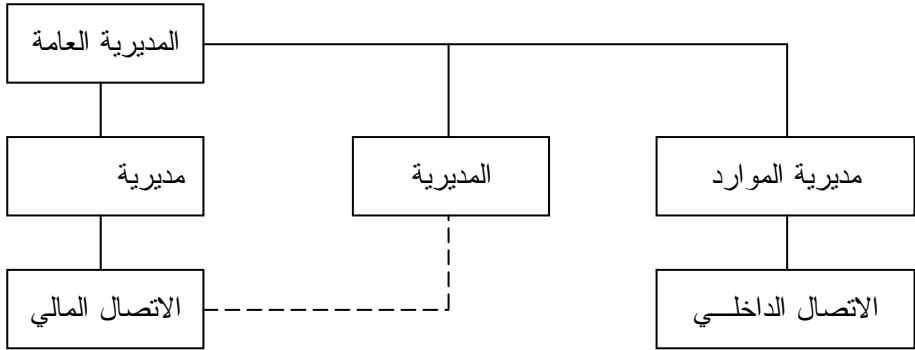 المديرية العامة
مديرية الموارد
المديرية
مديرية
الاتصال الداخلـــي
الاتصال المالي